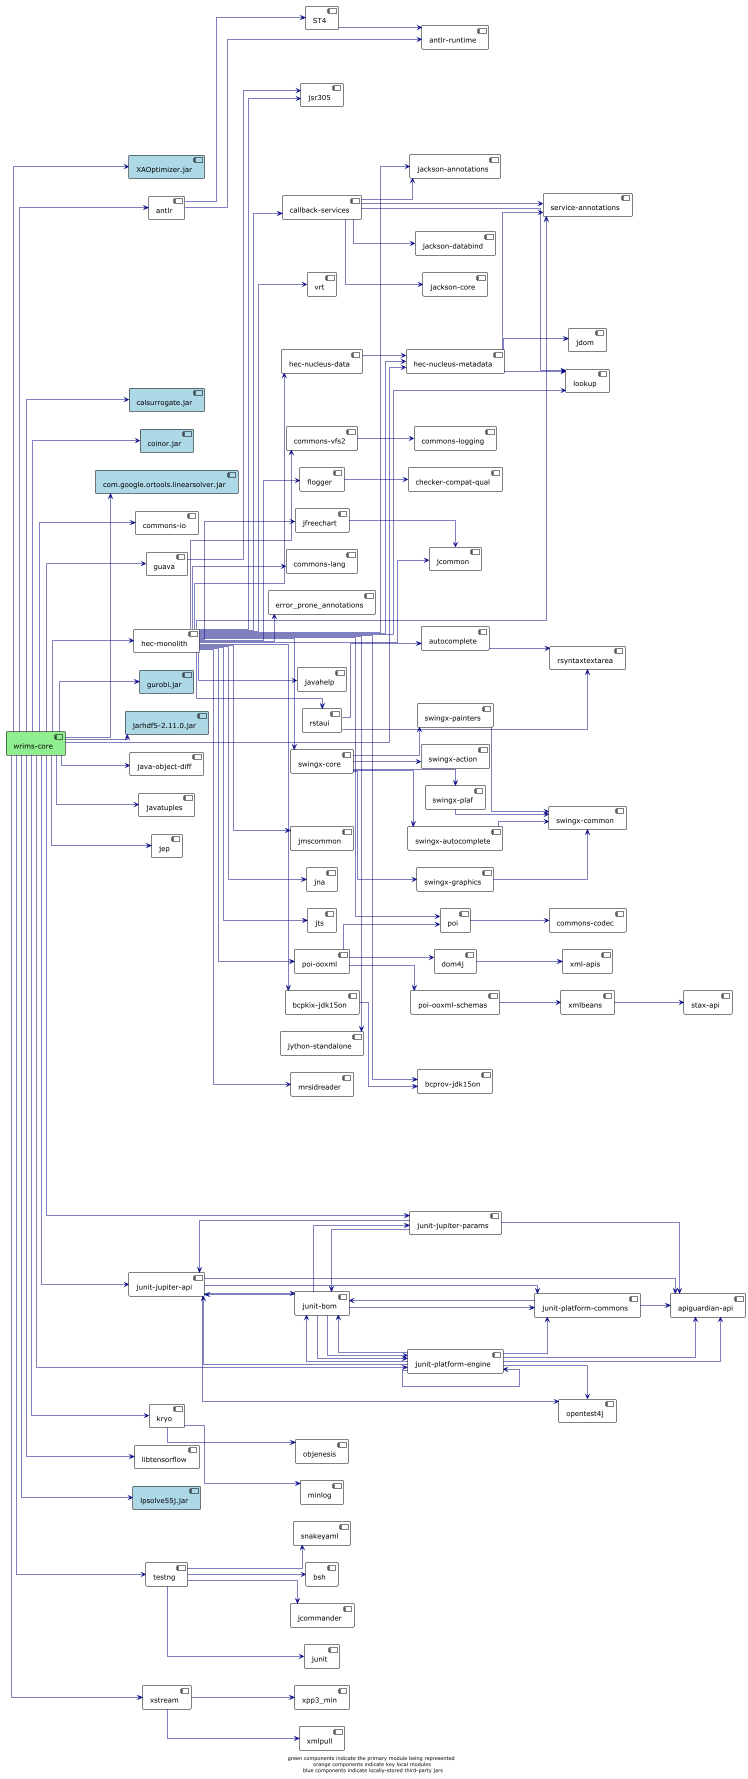 ST4
antlr-runtime
jsr305
XAOptimizer.jar
jackson-annotations
antlr
callback-services
service-annotations
jackson-databind
vrt
jackson-core
jdom
hec-nucleus-data
hec-nucleus-metadata
lookup
calsurrogate.jar
coinor.jar
commons-vfs2
commons-logging
com.google.ortools.linearsolver.jar
flogger
checker-compat-qual
commons-io
jfreechart
guava
commons-lang
jcommon
error_prone_annotations
hec-monolith
autocomplete
rsyntaxtextarea
gurobi.jar
javahelp
jarhdf5-2.11.0.jar
rstaui
swingx-painters
wrims-core
java-object-diff
swingx-core
swingx-action
javatuples
swingx-plaf
swingx-common
jep
jmscommon
swingx-autocomplete
jna
swingx-graphics
jts
poi
commons-codec
poi-ooxml
dom4j
xml-apis
bcpkix-jdk15on
poi-ooxml-schemas
xmlbeans
stax-api
jython-standalone
mrsidreader
bcprov-jdk15on
junit-jupiter-params
junit-jupiter-api
junit-bom
junit-platform-commons
apiguardian-api
junit-platform-engine
kryo
opentest4j
libtensorflow
objenesis
lpsolve55j.jar
minlog
snakeyaml
testng
bsh
jcommander
junit
xstream
xpp3_min
xmlpull
green components indicate the primary module being represented
orange components indicate key local modules
blue components indicate locally-stored third-party jars